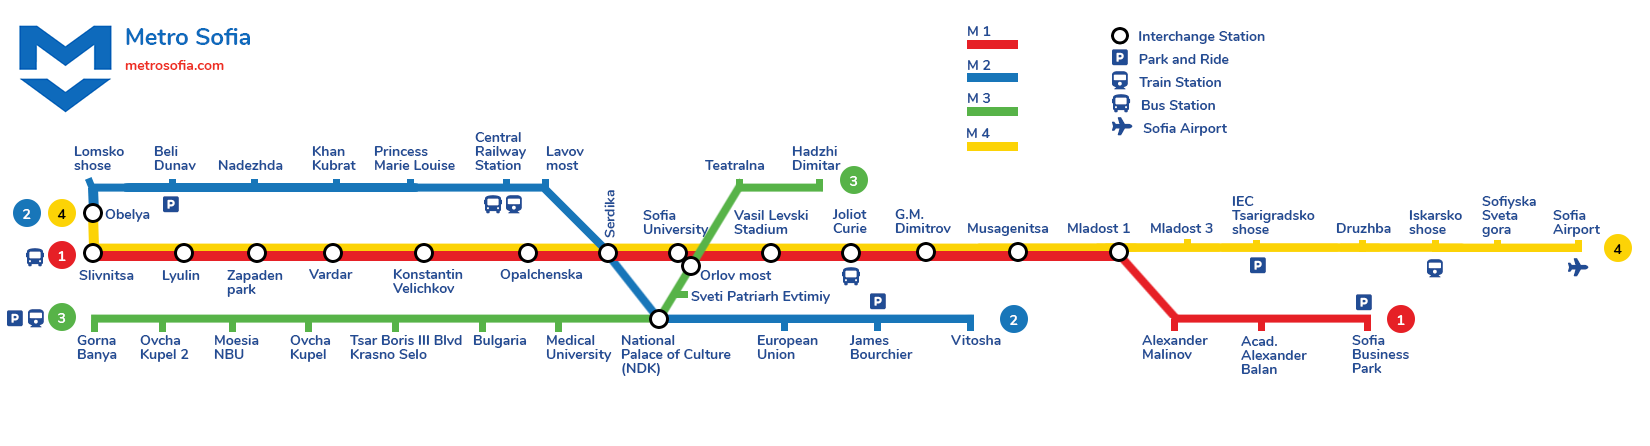 Metro Sofia
metrosofia.com
M 1
M 2
M 3
M 4
Interchange Station
P Park and Ride
Train Station
Bus Station
Sofia Airport
Lomsko
shose
Beli
Dunav
Nadezhda
Khan
Kubrat
Princess
Marie Louise
Central
Railway
Station
Lavov
most
Teatralna
Hadzhi
Dimitar
3
P
2
4
Obelya
Serdika
Sofia
University
Vasil Levski
Stadium
Joliot
Curie
G.M.
Dimitrov
Musagenitsa
Mladost 1
Mladost 3
IEC
Tsarigradsko
shose
Druzhba
Iskarsko
shose
Sofiyska
Sveta
gora
Sofia
Airport
4
1
Slivnitsa
Lyulin
Zapaden
park
Vardar
Konstantin
Velichkov
Opalchenska
Orlov most
P
Sveti Patriarh Evtimiy
P
P
P
3
2
1
Gorna
Banya
Ovcha
Kupel 2
Moesia
NBU
Ovcha
Kupel
Tsar Boris III Blvd
Krasno Selo
Bulgaria
Medical
University
National
Palace of Culture
(NDK)
European
Union
James
Bourchier
Vitosha
Alexander
Malinov
Acad.
Alexander
Balan
Sofia
Business
Park